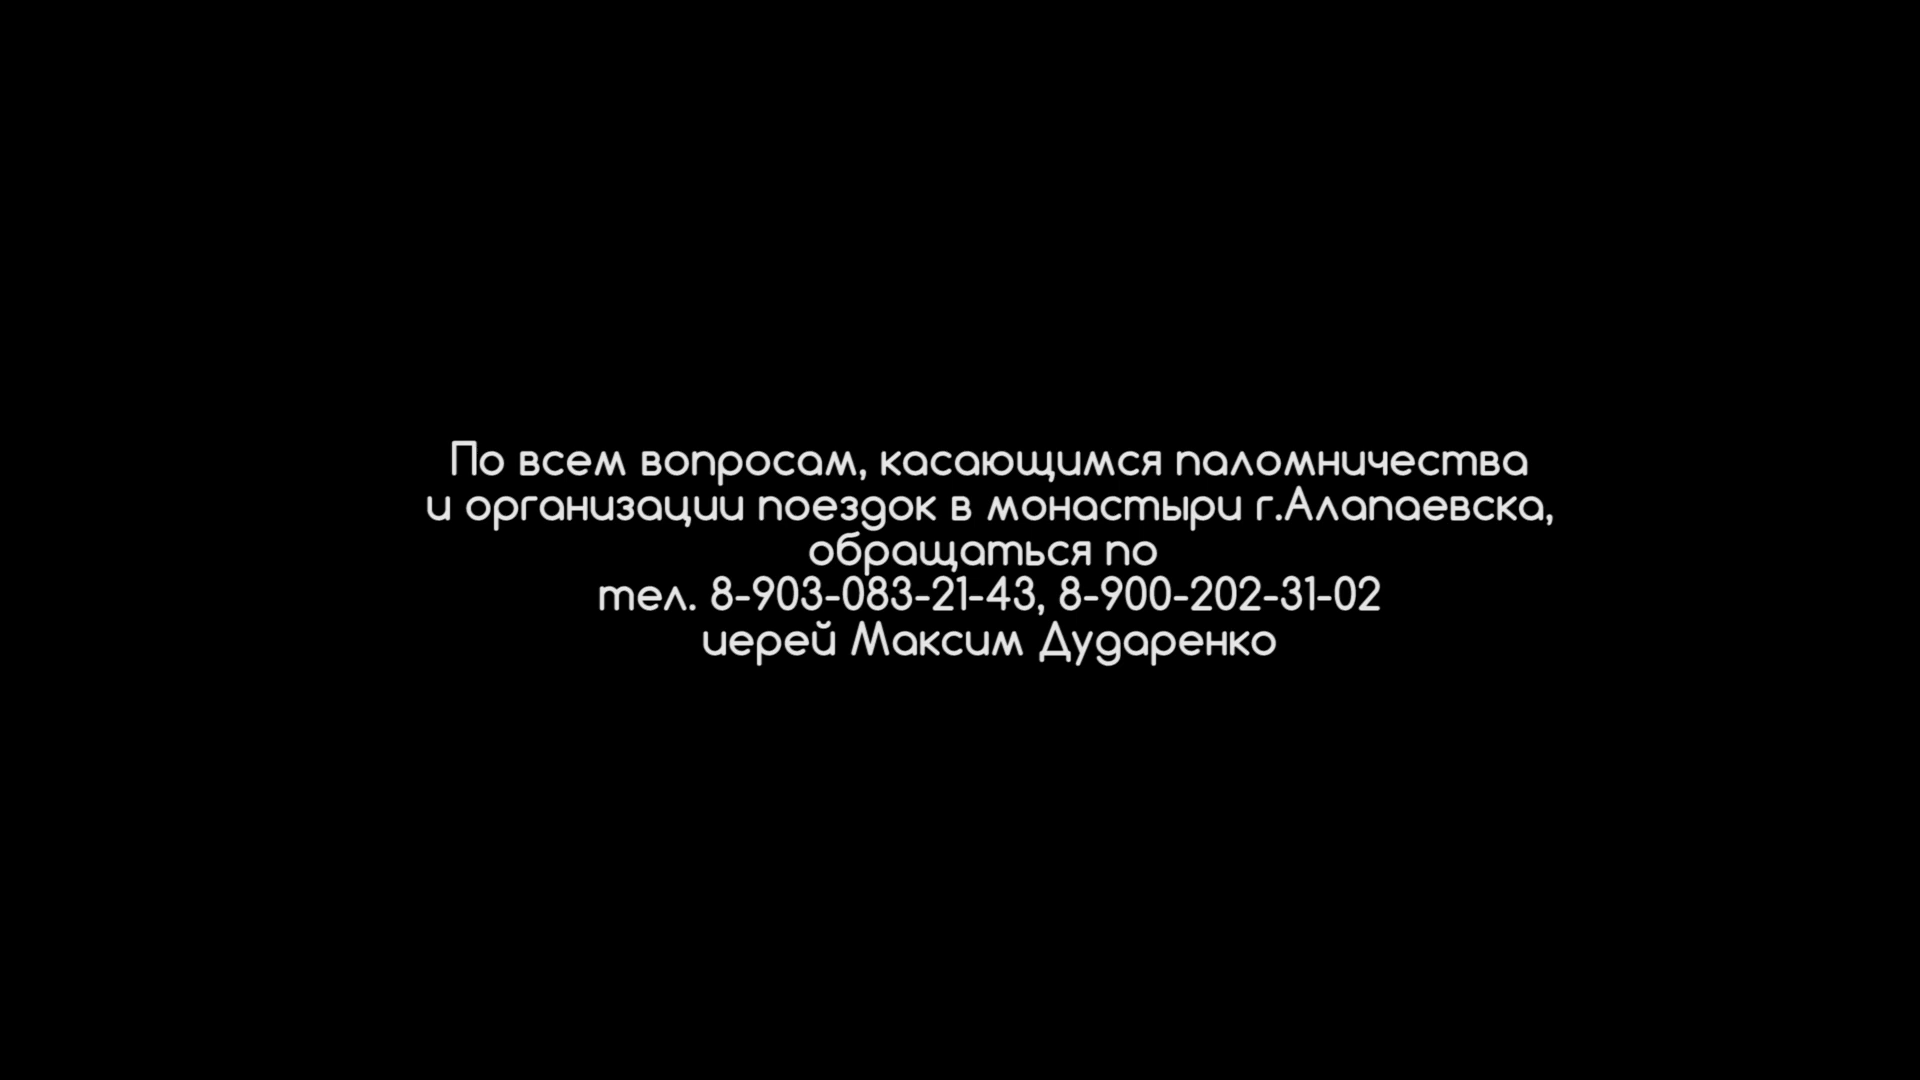 По всем вопросам, касающимся паломничества
и организации поездок в монастыри г.Алапаевска,
обращаться по
тел. 8-903-083-21-43, 8-900-202-31-02
иерей Максим Дударенко